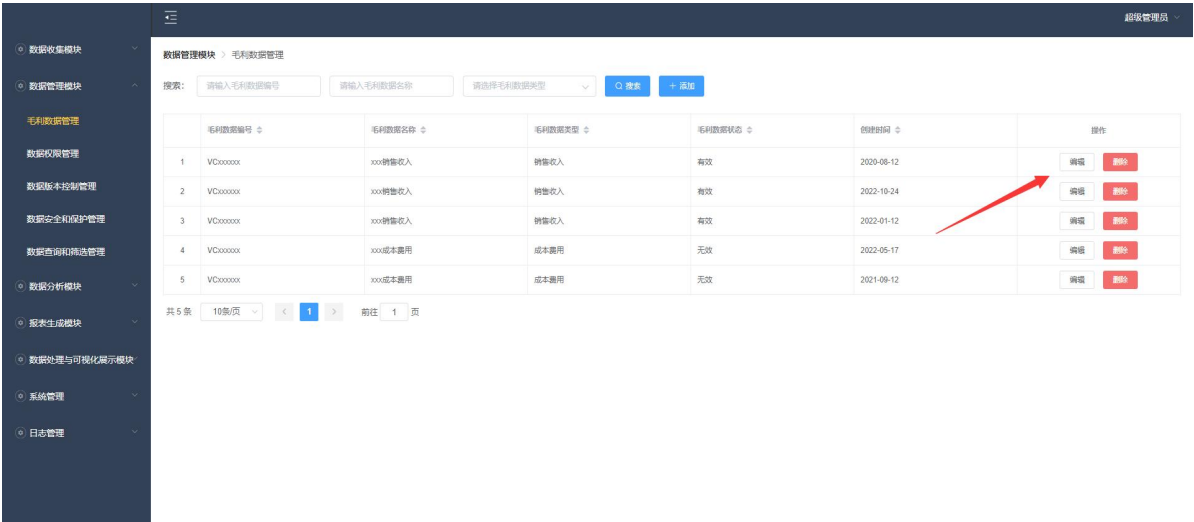 超级管理员
数据收集模块
数据管理模块
毛利数据管理
数据权限管理
数据版本控制管理
数据安全和保护管理
数据查询和筛选管理
数据分析模块
报表生成模块
数据处理与可视化展示模块
系统管理
日志管理
数据管理模块 > 毛利数据管理
搜索: 请输入毛利数据编号 请输入毛利数据名称 请选择毛利数据类型 搜索 + 添加
毛利数据编号 毛利数据名称 毛利数据类型 毛利数据状态 创建时间 操作
1 VCxxxxxx xxx销售收入 销售收入 有效 2020-08-12 编辑 删除
2 VCxxxxxx xxx销售收入 销售收入 有效 2022-10-24 编辑 删除
3 VCxxxxxx xxx销售收入 销售收入 有效 2022-01-12 编辑 删除
4 VCxxxxxx xxx成本费用 成本费用 无效 2022-05-17 编辑 删除
5 VCxxxxxx xxx成本费用 成本费用 无效 2021-09-12 编辑 删除
共 5 条 10条/页 < 1 > 前往 1 页